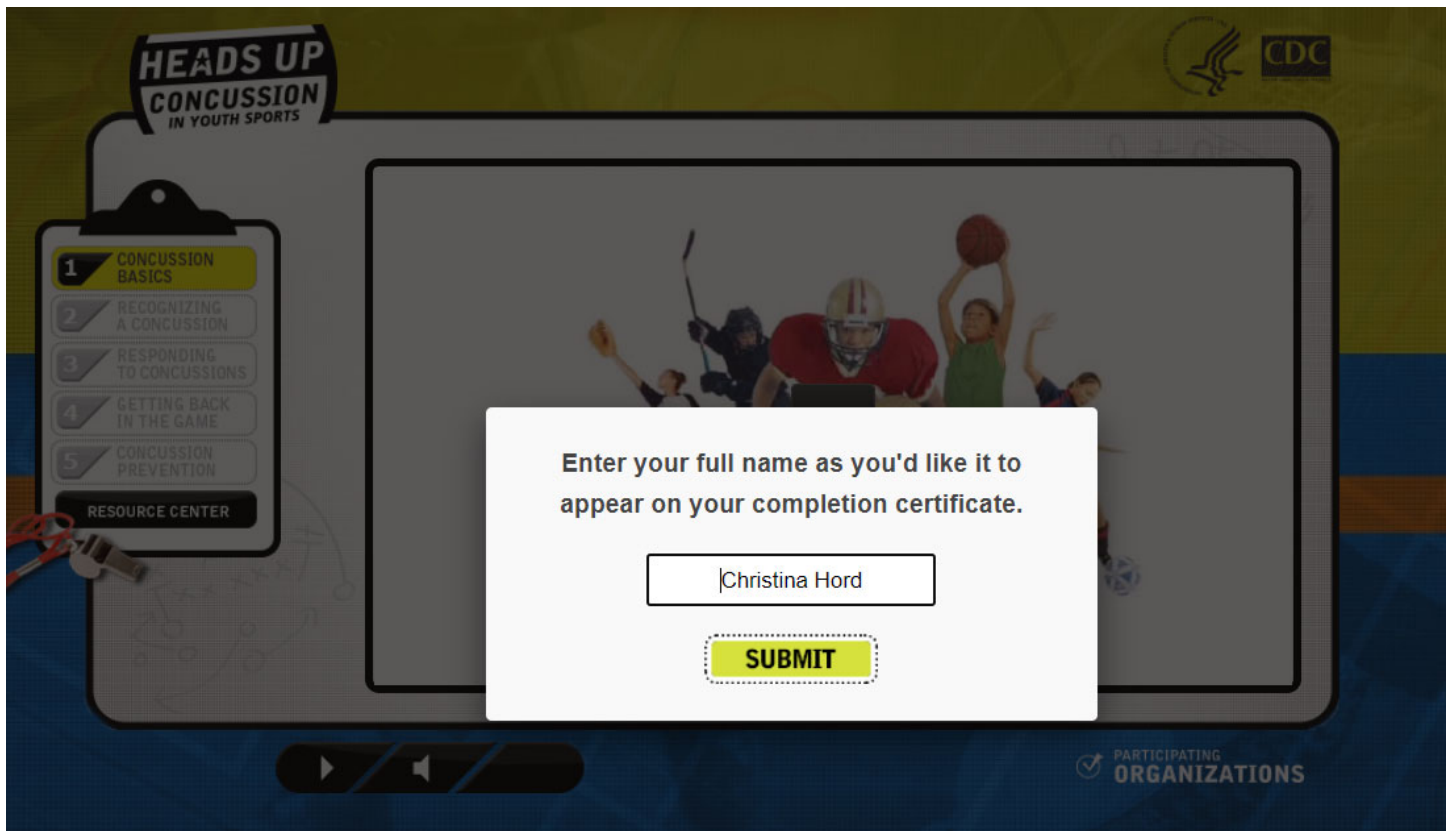 HEADS UP
CONCUSSION
IN YOUTH SPORTS
CDC
1 CONCUSSION
BASICS
2 RECOGNIZING
A CONCUSSION
3 RESPONDING
TO CONCUSSIONS
4 GETTING BACK
IN THE GAME
5 CONCUSSION
PREVENTION
RESOURCE CENTER
Enter your full name as you'd like it to
appear on your completion certificate.
Christina Hord
SUBMIT
PARTICIPATING
ORGANIZATIONS